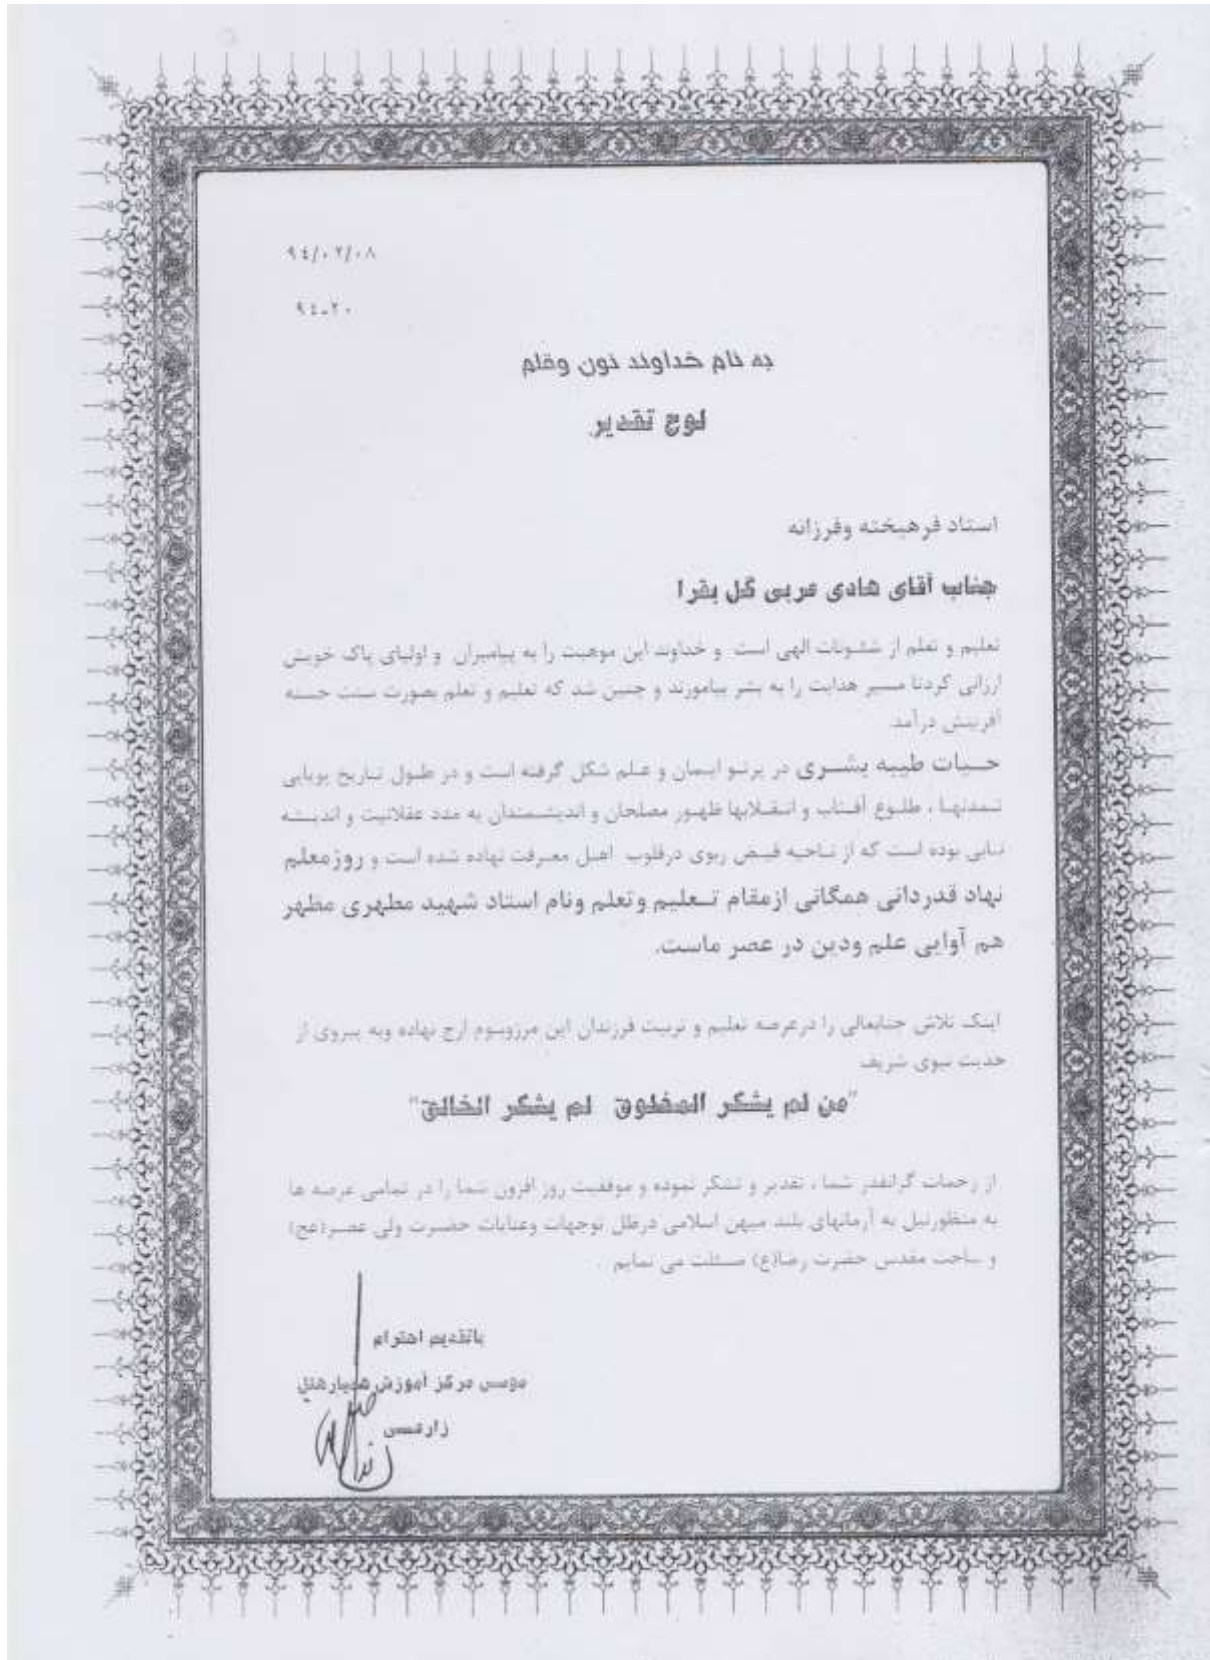 ۹٤/۰۲/۰۸
۹٤-۲۰
به نام خداوند نون وقلم
لوح تقدیر
استاد فرهیخته وفرزانه
جناب آقای هادی عربی گل بقرا
تعلیم و تعلم از شئونات الهی است و خداوند این موهبت را به پیامبران و اولیای پاک خویش
ارزانی کردتا مسیر هدایت را به بشر بیاموزند و چنین شد که تعلیم و تعلم بصورت سنت حسنه
آفرینش درآمد.
حیات طیبه بشری در پرتو ایمان و علم شکل گرفته است و در طول تاریخ پویایی
تمدنها ، طلوع آفتاب و انقلابها ظهور مصلحان و اندیشمندان به مدد عقلانیت و اندیشه
نابی بوده است که از ناحیه فیض ربوی درقلوب اهل معرفت نهاده شده است و روزمعلم
نهاد قدردانی همگانی ازمقام تعلیم وتعلم ونام استاد شهید مطهری مظهر
هم آوایی علم ودین در عصر ماست.
اینک تلاش جنابعالی را درعرصه تعلیم و تربیت فرزندان این مرزوبوم ارج نهاده وبه پیروی از
حدیث نبوی شریف
"من لم یشکر المخلوق لم یشکر الخالق"
از زحمات گرانقدر شما ، تقدیر و تشکر نموده و موفقیت روز افزون شما را در تمامی عرصه ها
به منظورنیل به آرمانهای بلند میهن اسلامی درظل توجهات وعنایات حضرت ولی عصر(عج)
و ساحت مقدس حضرت رضا(ع) مسئلت می نمایم .
باتقدیم احترام
موسس مرکز آموزش همیارهتل
زارعسی